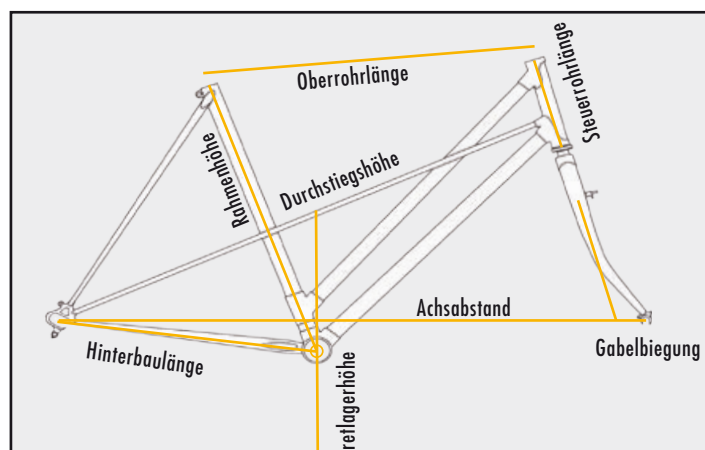 Oberrohrlänge
Steuerrohrlänge
Rahmenhöhe
Durchstiegshöhe
Achsabstand
Hinterbaulänge
Gabelbiegung
retlagerhöhe